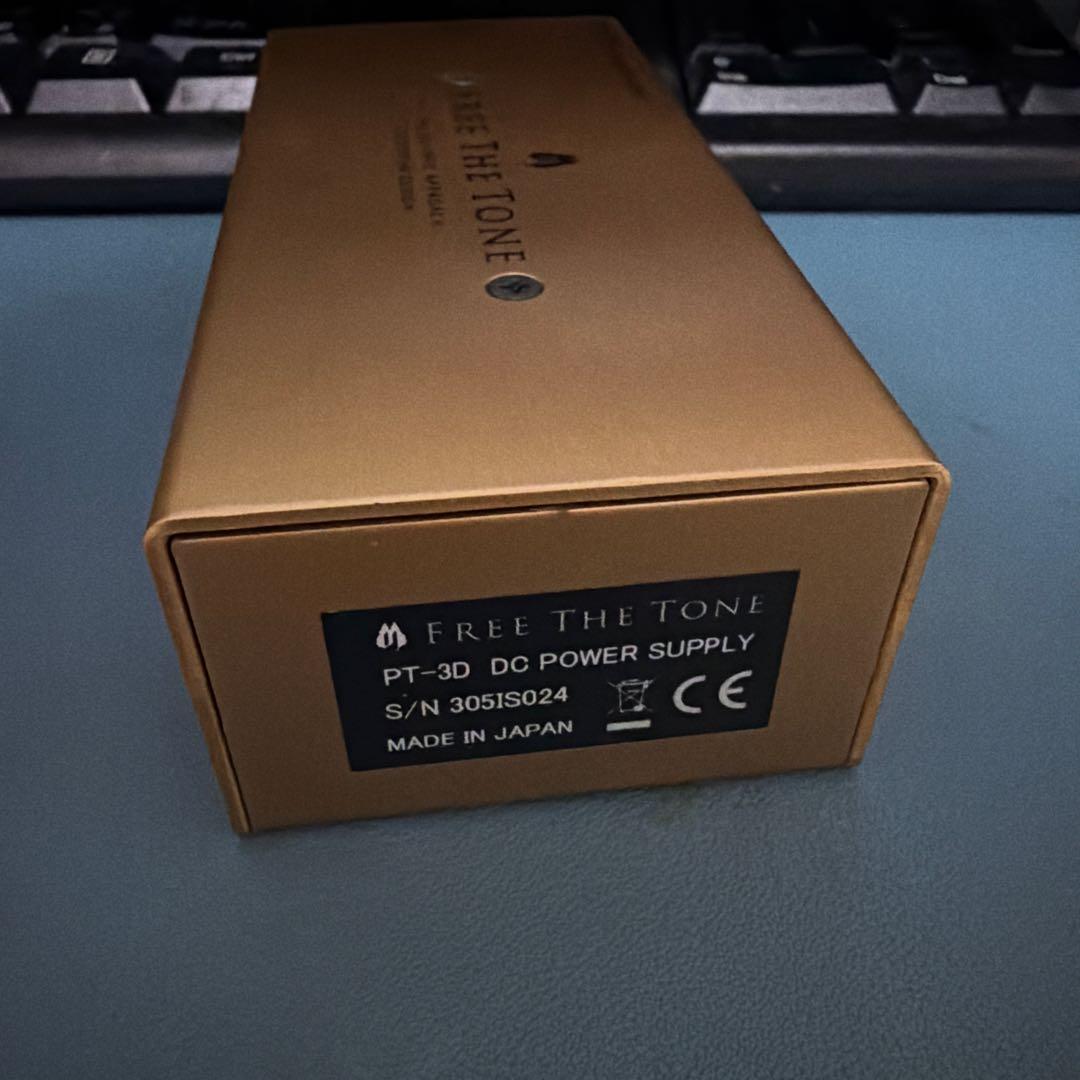 FREE THE TONE
FREE THE TONE
PT-3D DC POWER SUPPLY
S/N 305IS024
MADE IN JAPAN
CE